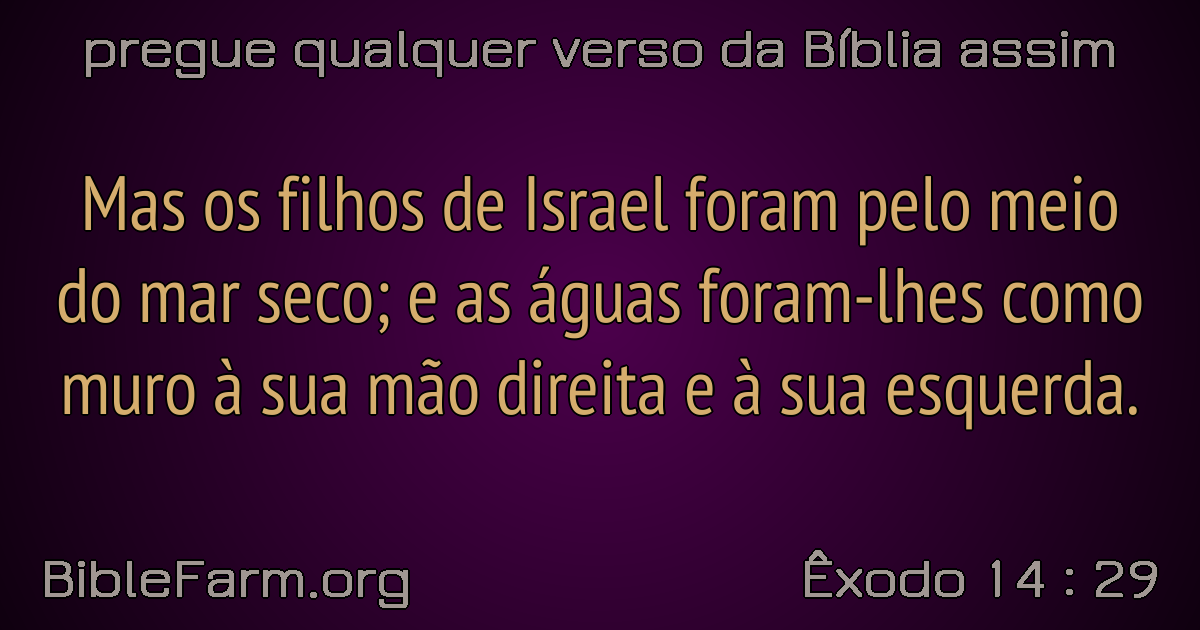 pregue qualquer verso da Bíblia assim
Mas os filhos de Israel foram pelo meio
do mar seco; e as águas foram-lhes como
muro à sua mão direita e à sua esquerda.
BibleFarm.org
Êxodo 14 : 29